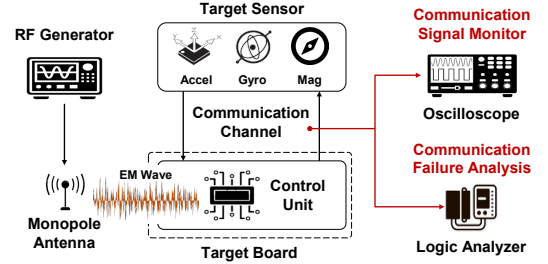 Target Sensor
Communication
Signal Monitor
RF Generator
X
Y
Z
Accel
Gyro
Mag
Oscilloscope
Communication
Channel
Communication
Failure Analysis
EM Wave
Control
Unit
Monopole
Antenna
Target Board
Logic Analyzer